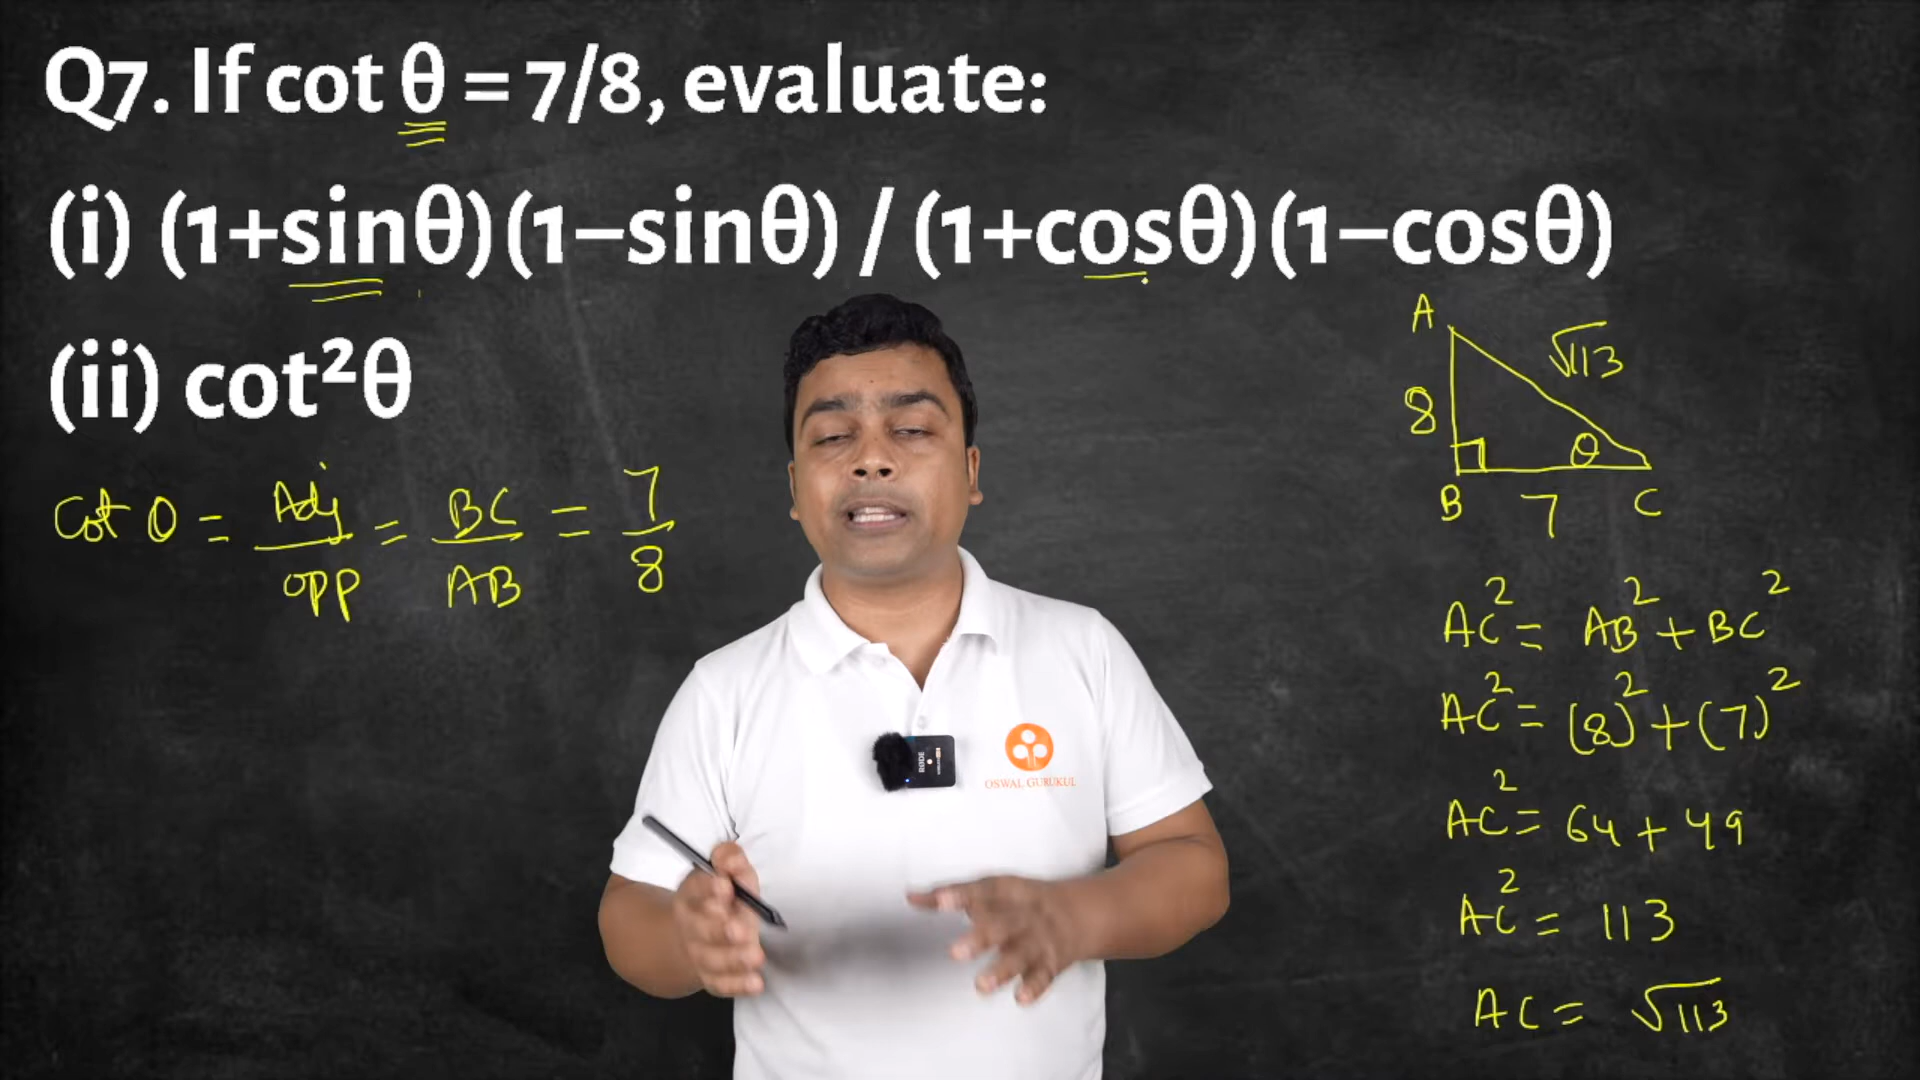 Q7. If cot θ = 7/8, evaluate:
(i) (1+sinθ)(1−sinθ) / (1+cosθ)(1−cosθ)
(ii) cot²θ
Cot θ = Adj/opp = BC/AB = 7/8
A
√113
8
θ
B 7 C
AC² = AB² + BC²
AC² = (8)² + (7)²
AC² = 64 + 49
AC² = 113
AC = √113
RODE
OSWAL GURUKUL